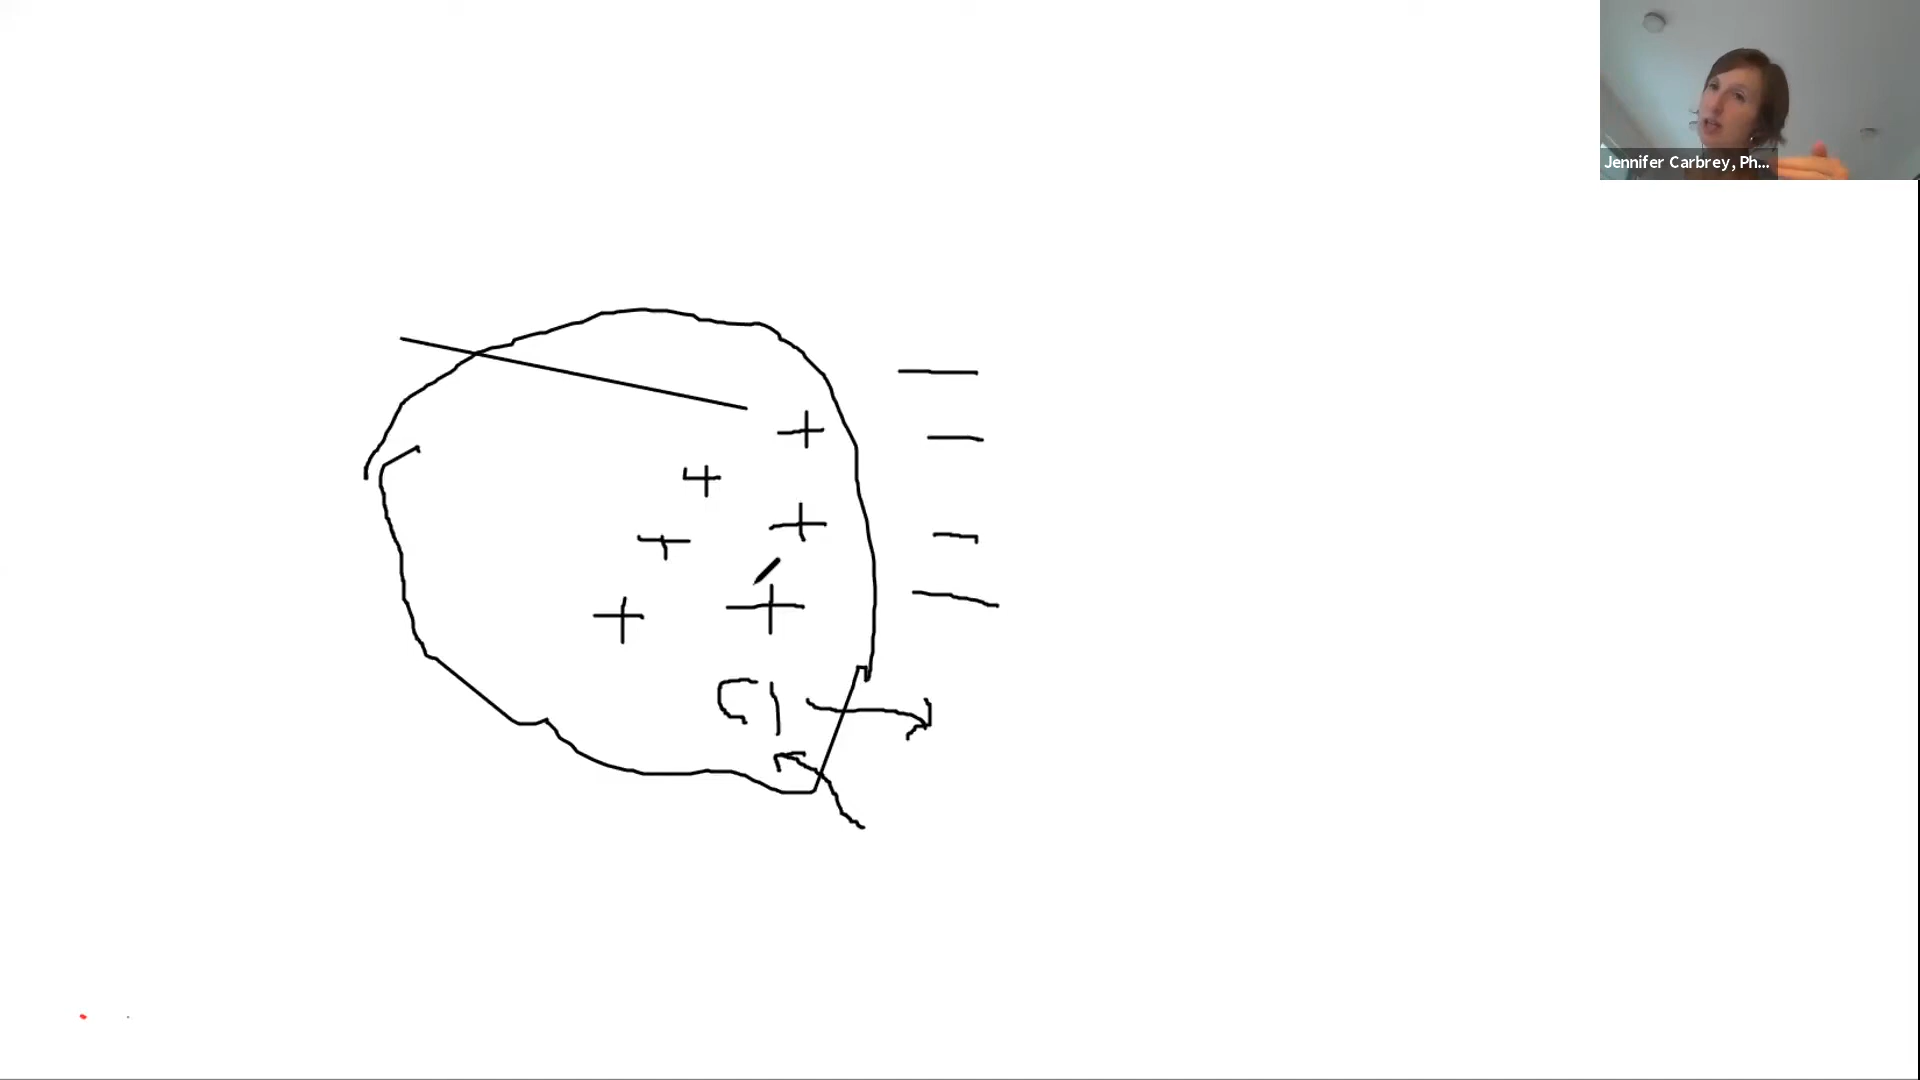 Jennifer Carbrey, Ph...
—
+ —
+
+ + —
+ + —
Cl